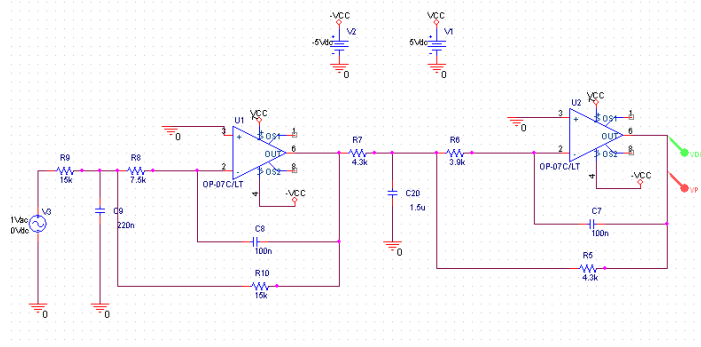 -VCC
V2
-5Vdc
0
-VCC
V1
5Vdc
0
VCC
U1
3
+
OS1
1
OUT
6
2
-
OS2
8
OP-07C/LT
4
-VCC
0
VCC
U2
3
+
OS1
1
OUT
6
2
-
OS2
8
OP-07C/LT
4
-VCC
0
R9
15k
R8
7.5k
R7
4.3k
R6
3.9k
C9
220n
C20
1.5u
0
V3
1Vac
0Vdc
0
0
C8
100n
R10
15k
C7
100n
R5
4.3k
VP